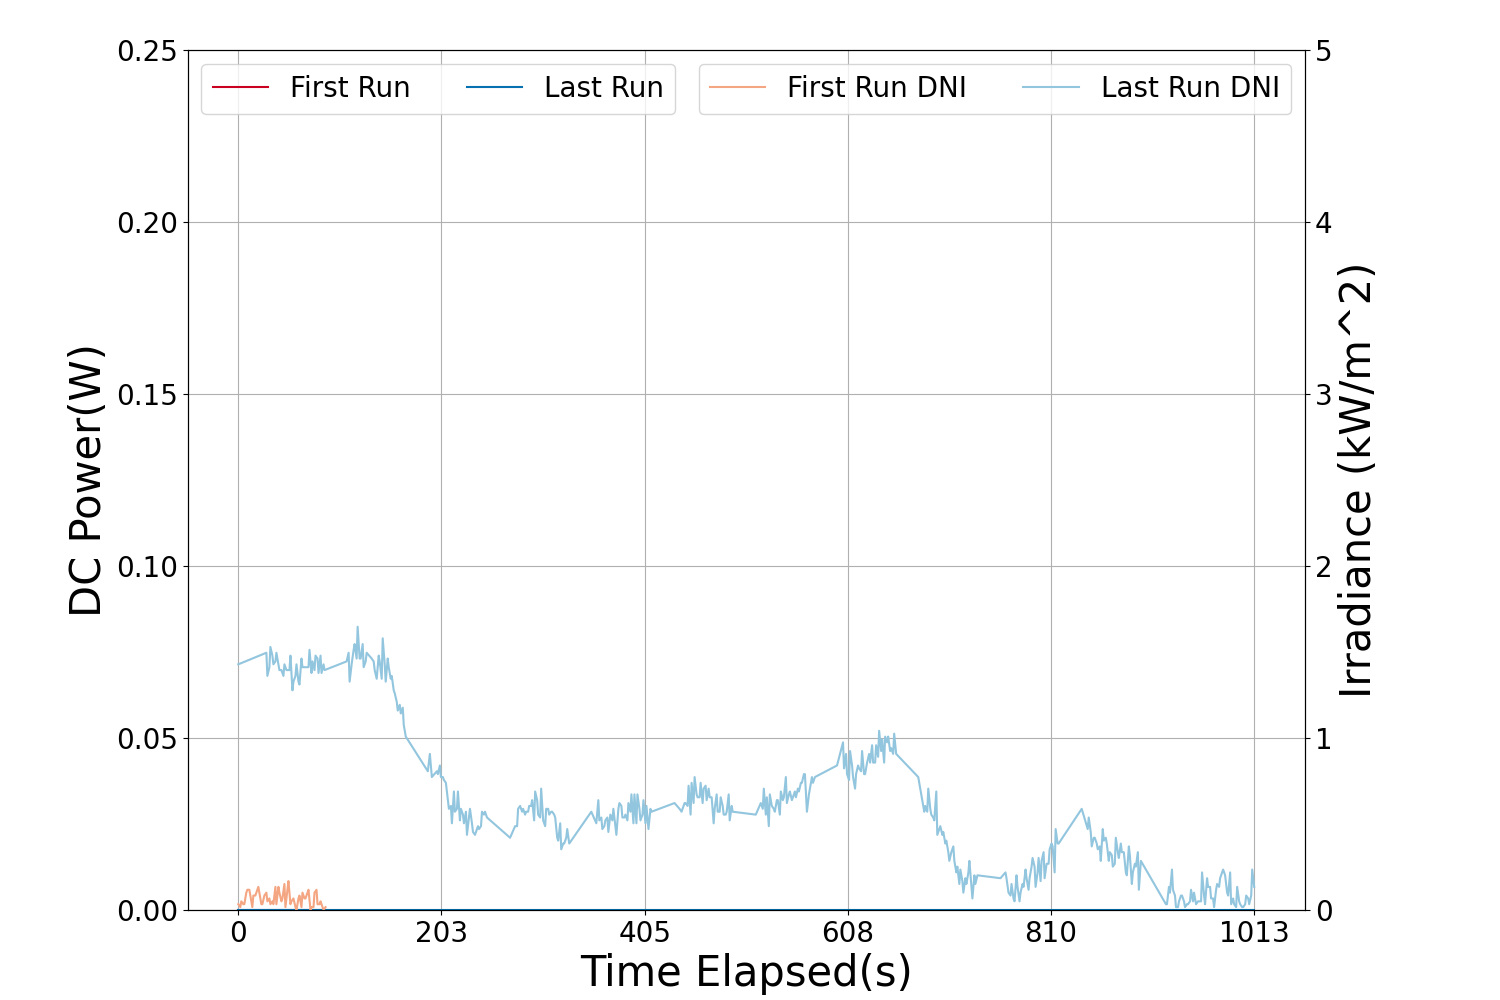 First Run
Last Run
First Run DNI
Last Run DNI
DC Power(W)
0.25
0.20
0.15
0.10
0.05
0.00
5
4
3
2
1
0
Irradiance (kW/m^2)
0
203
405
608
810
1013
Time Elapsed(s)